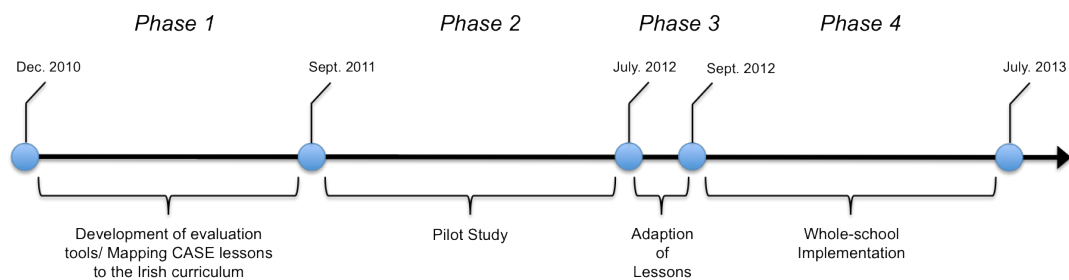 Phase 1
Phase 2
Phase 3
Phase 4
Dec. 2010
Sept. 2011
July. 2012
Sept. 2012
July. 2013
Development of evaluation
tools/ Mapping CASE lessons
to the Irish curriculum
Pilot Study
Adaption
of
Lessons
Whole-school
Implementation